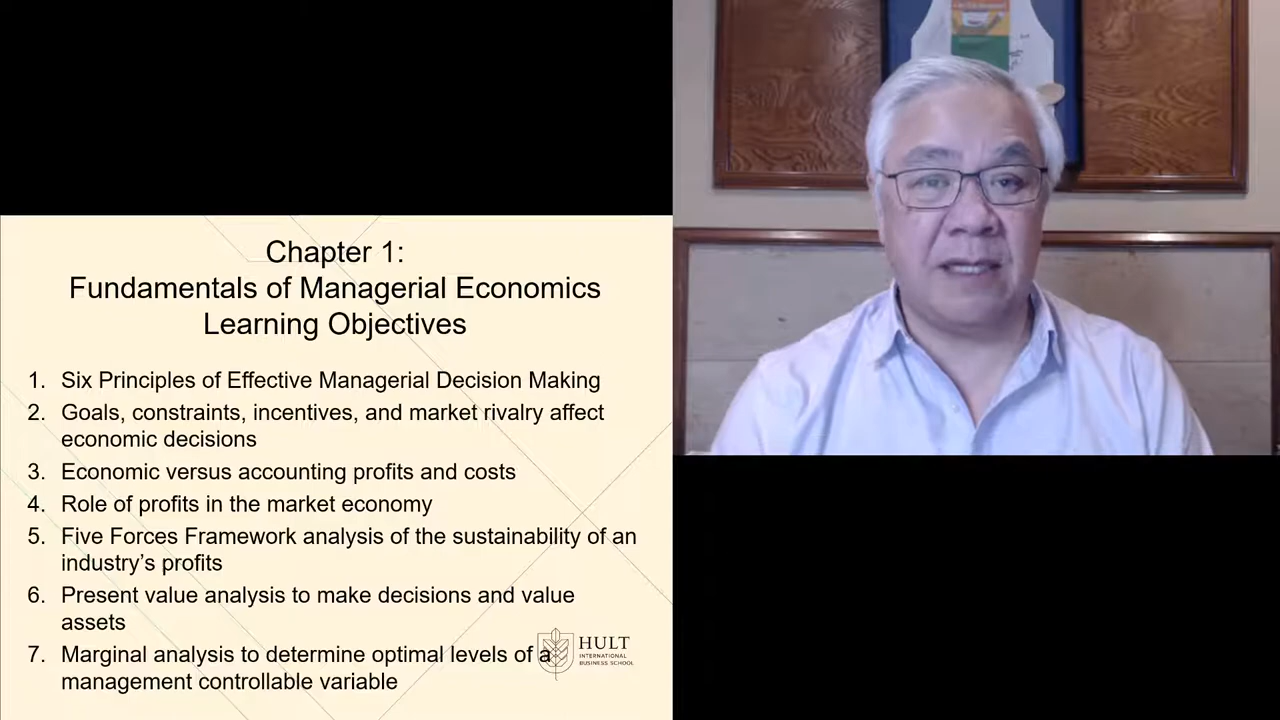 Chapter 1:
Fundamentals of Managerial Economics
Learning Objectives
1. Six Principles of Effective Managerial Decision Making
2. Goals, constraints, incentives, and market rivalry affect
economic decisions
3. Economic versus accounting profits and costs
4. Role of profits in the market economy
5. Five Forces Framework analysis of the sustainability of an
industry’s profits
6. Present value analysis to make decisions and value
assets
7. Marginal analysis to determine optimal levels of a
management controllable variable
HULT
INTERNATIONAL
BUSINESS SCHOOL